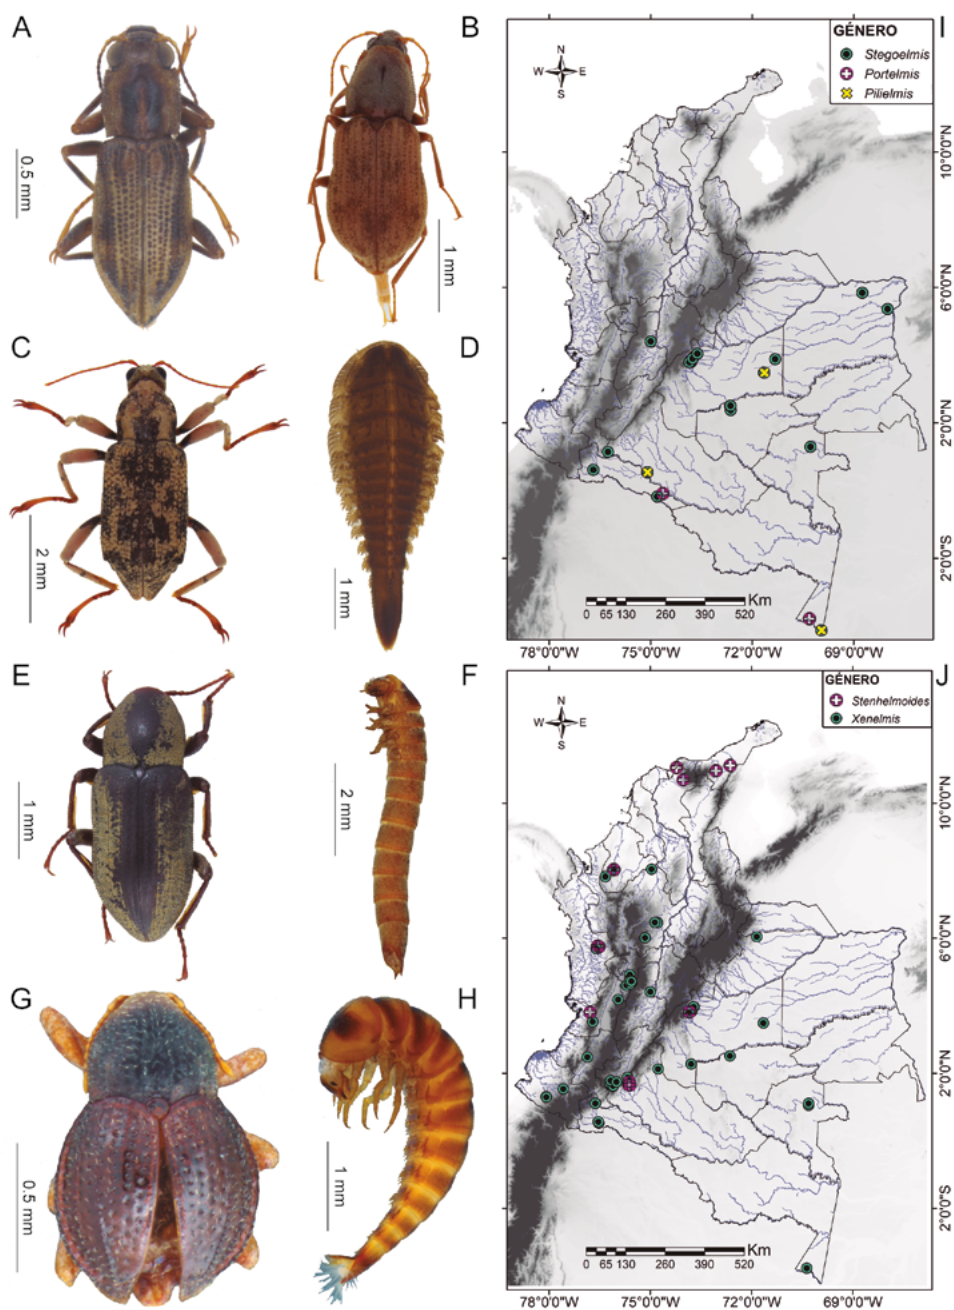 A
0.5 mm
B
1 mm
C
2 mm
D
1 mm
E
1 mm
F
2 mm
G
0.5 mm
H
1 mm
I
GÉNERO
Stegoelmis
Portelmis
Pilielmis
N
W E
S
10°0'0"N
6°0'0"N
2°0'0"N
2°0'0"S
Km
0 65 130 260 390 520
78°0'0"W 75°0'0"W 72°0'0"W 69°0'0"W
J
GÉNERO
Stenhelmoides
Xenelmis
N
W E
S
10°0'0"N
6°0'0"N
2°0'0"N
2°0'0"S
Km
0 65 130 260 390 520
78°0'0"W 75°0'0"W 72°0'0"W 69°0'0"W